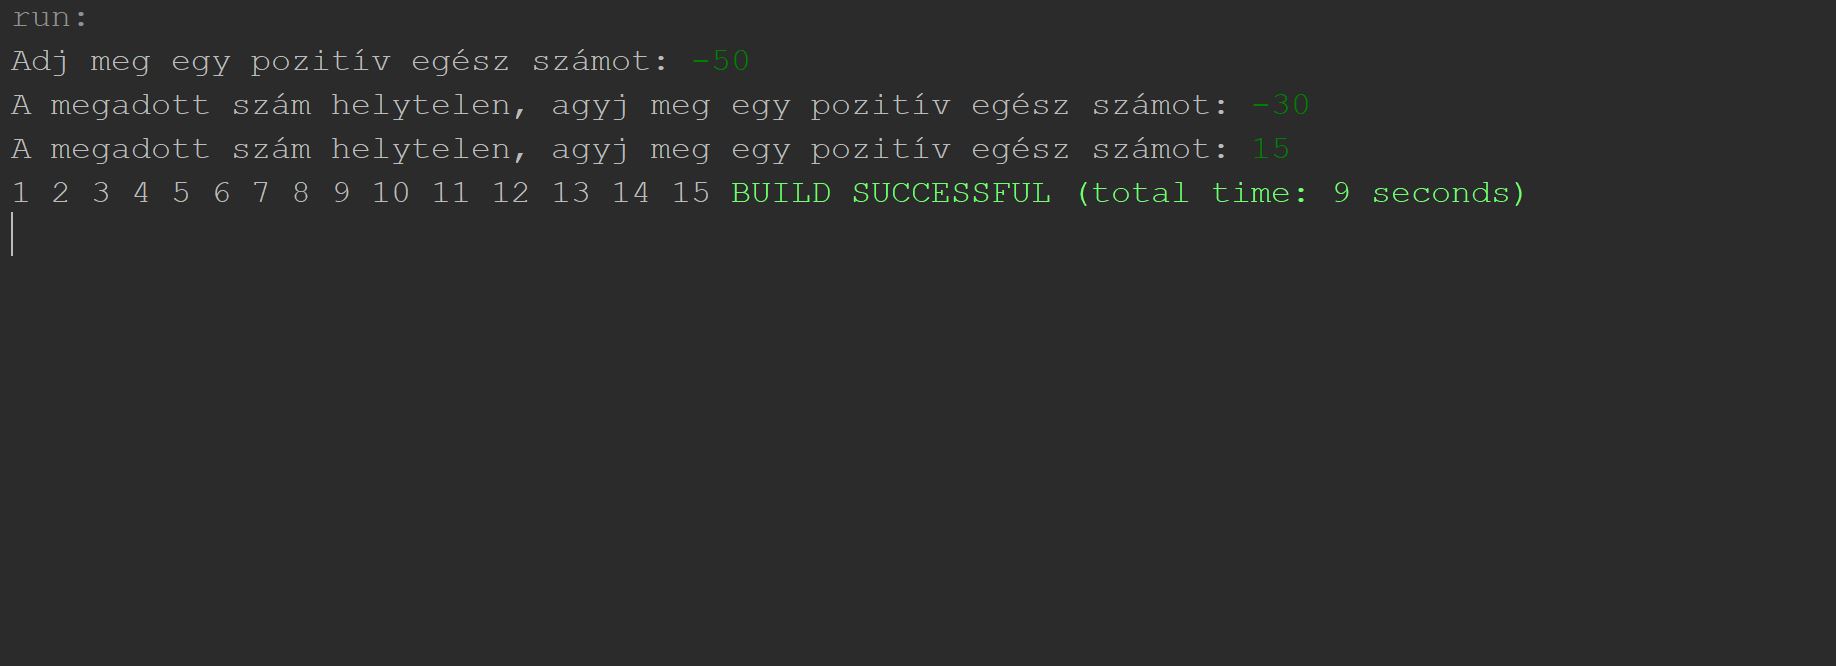 run:
Adj meg egy pozitív egész számot: -50
A megadott szám helytelen, agyj meg egy pozitív egész számot: -30
A megadott szám helytelen, agyj meg egy pozitív egész számot: 15
1 2 3 4 5 6 7 8 9 10 11 12 13 14 15 BUILD SUCCESSFUL (total time: 9 seconds)